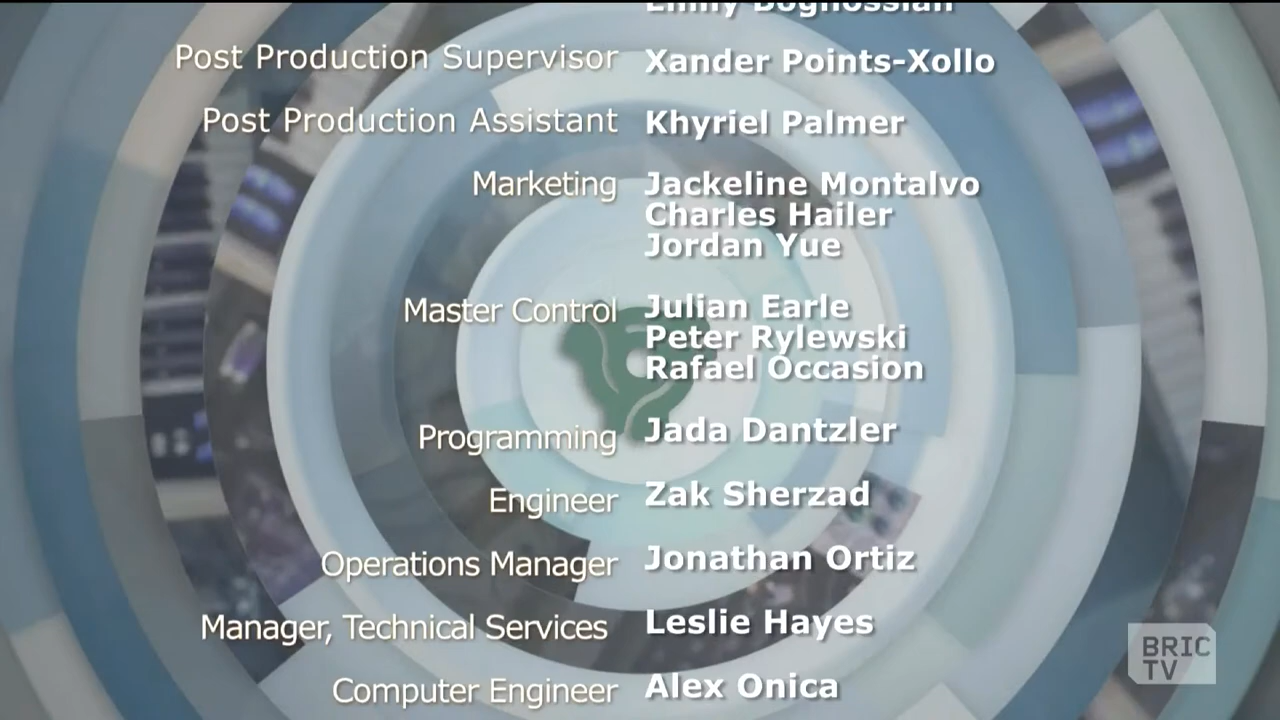 Emily Boghossian
Post Production Supervisor Xander Points-Xollo
Post Production Assistant Khyriel Palmer
Marketing Jackeline Montalvo
Charles Hailer
Jordan Yue
Master Control Julian Earle
Peter Rylewski
Rafael Occasion
Programming Jada Dantzler
Engineer Zak Sherzad
Operations Manager Jonathan Ortiz
Manager, Technical Services Leslie Hayes
Computer Engineer Alex Onica
BRIC
TV